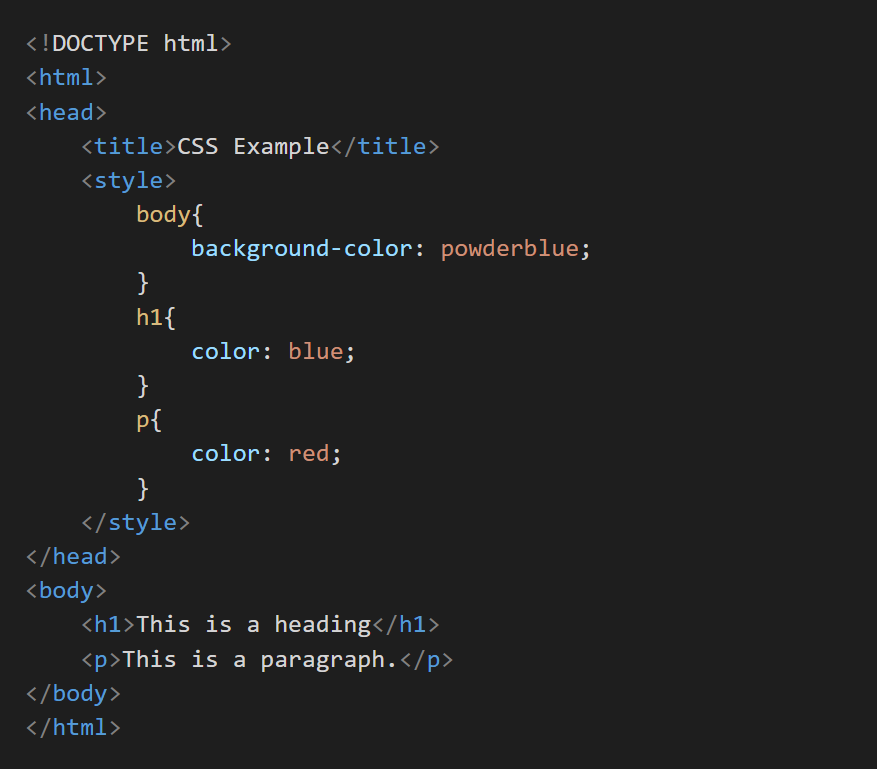 <!DOCTYPE html>
<html>
<head>
    <title>CSS Example</title>
    <style>
        body{
            background-color: powderblue;
        }
        h1{
            color: blue;
        }
        p{
            color: red;
        }
    </style>
</head>
<body>
    <h1>This is a heading</h1>
    <p>This is a paragraph.</p>
</body>
</html>